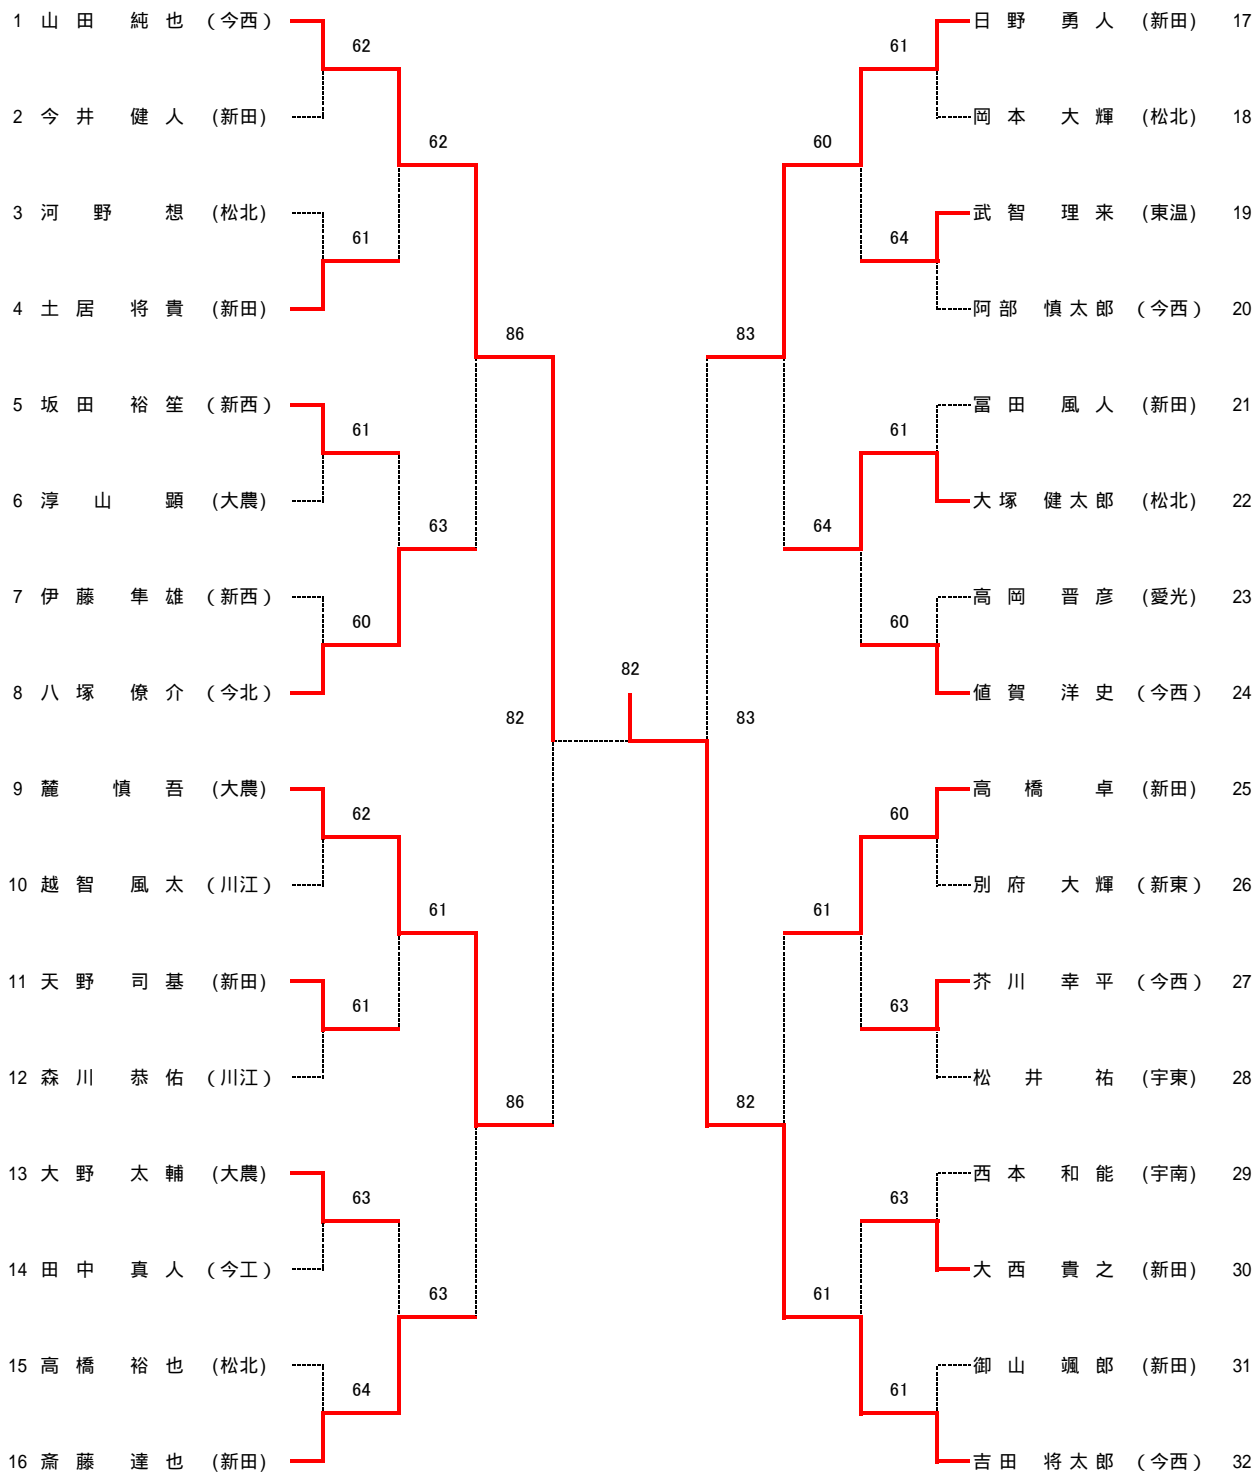 1 山田 純也 （今西）
62
2 今井 健人 (新田)
62
3 河野 想 (松北)
61
4 土居 将貴 (新田)
86
5 坂田 裕笙 （新西）
61
6 淳山 顕 (大農)
63
7 伊藤 隼雄 （新西）
60
8 八塚 僚介 （今北）
82
9 麓 慎吾 (大農)
62
10 越智 風太 （川江）
61
11 天野 司基 (新田)
61
12 森川 恭佑 （川江）
86
13 大野 太輔 (大農)
63
14 田中 真人 （今工）
63
15 高橋 裕也 (松北)
64
16 斎藤 達也 (新田)
82
日野 勇人 (新田) 17
61
岡本 大輝 (松北) 18
60
武智 理来 (東温) 19
64
阿部 慎太郎 （今西） 20
83
冨田 風人 (新田) 21
61
大塚 健太郎 (松北) 22
64
高岡 晋彦 (愛光) 23
60
値賀 洋史 （今西） 24
83
高橋 卓 (新田) 25
60
別府 大輝 （新東） 26
61
芥川 幸平 （今西） 27
63
松井 祐 (宇東) 28
82
西本 和能 (宇南) 29
63
大西 貴之 (新田) 30
61
御山 颯郎 (新田) 31
61
吉田 将太郎 （今西） 32